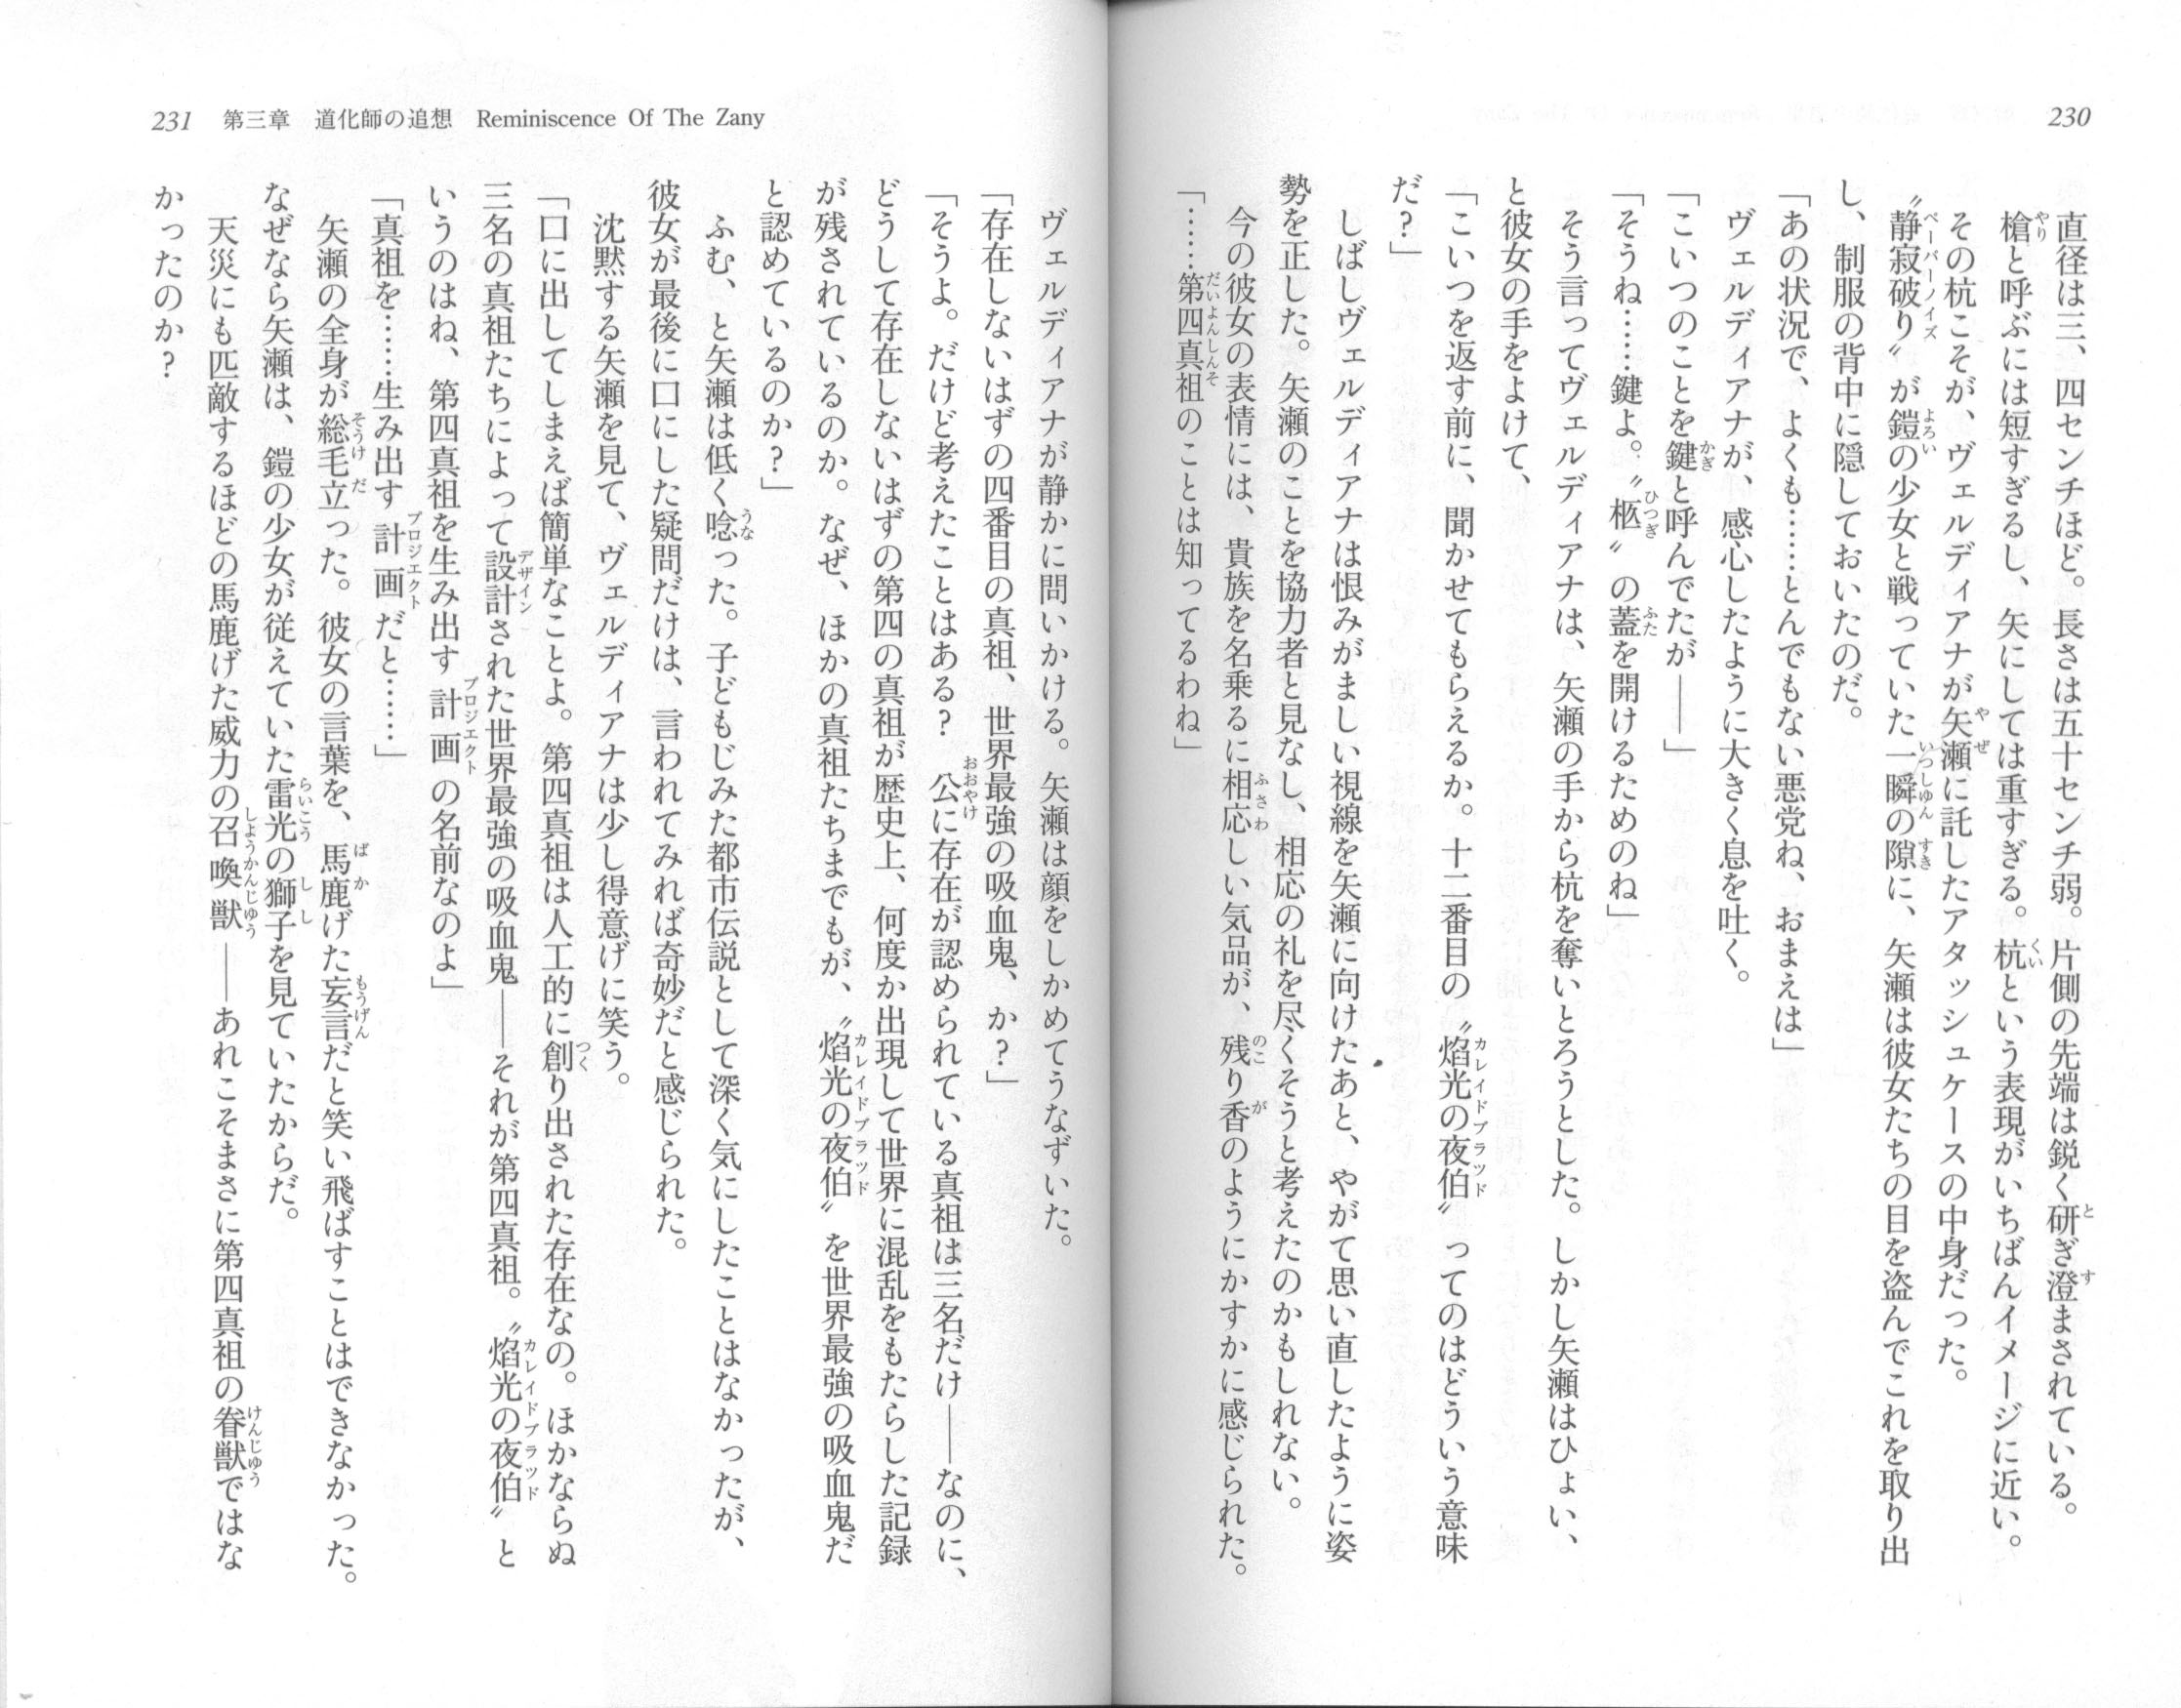 230
直径は三、四センチほど。長さは五十センチ弱。片側の先端は鋭く研ぎ澄まされている。
槍と呼ぶには短すぎるし、矢にしては重すぎる。杭という表現がいちばんイメージに近い。
その杭こそが、ヴェルディアナが矢瀬に託したアタッシュケースの中身だった。
〝静寂破り〟が鎧の少女と戦っていた一瞬の隙に、矢瀬は彼女たちの目を盗んでこれを取り出
し、制服の背中に隠しておいたのだ。
「あの状況で、よくも……とんでもない悪党ね、おまえは」
ヴェルディアナが、感心したように大きく息を吐く。
「こいつのことを鍵と呼んでたが――」
「そうね……鍵よ。〝柩〟の蓋を開けるためのね」
そう言ってヴェルディアナは、矢瀬の手から杭を奪いとろうとした。しかし矢瀬はひょい、
と彼女の手をよけて、
「こいつを返す前に、聞かせてもらえるか。十二番目の〝焰光の夜伯〟ってのはどういう意味
だ？」
しばしヴェルディアナは恨みがましい視線を矢瀬に向けたあと、やがて思い直したように姿
勢を正した。矢瀬のことを協力者と見なし、相応の礼を尽くそうと考えたのかもしれない。
今の彼女の表情には、貴族を名乗るに相応しい気品が、残り香のようにかすかに感じられた。
「……第四真祖のことは知ってるわね」
231 第三章 道化師の追想 Reminiscence Of The Zany
ヴェルディアナが静かに問いかける。矢瀬は顔をしかめてうなずいた。
「存在しないはずの四番目の真祖、世界最強の吸血鬼、か？」
「そうよ。だけど考えたことはある？ 公に存在が認められている真祖は三名だけ――なのに、
どうして存在しないはずの第四の真祖が歴史上、何度か出現して世界に混乱をもたらした記録
が残されているのか。なぜ、ほかの真祖たちまでもが、〝焰光の夜伯〟を世界最強の吸血鬼だ
と認めているのか？」
ふむ、と矢瀬は低く唸った。子どもじみた都市伝説として深く気にしたことはなかったが、
彼女が最後に口にした疑問だけは、言われてみれば奇妙だと感じられた。
沈黙する矢瀬を見て、ヴェルディアナは少し得意げに笑う。
「口に出してしまえば簡単なことよ。第四真祖は人工的に創り出された存在なの。ほかならぬ
三名の真祖たちによって設計された世界最強の吸血鬼――それが第四真祖。〝焰光の夜伯〟と
いうのはね、第四真祖を生み出す計画の名前なのよ」
「真祖を……生み出す計画だと……」
矢瀬の全身が総毛立った。彼女の言葉を、馬鹿げた妄言だと笑い飛ばすことはできなかった。
なぜなら矢瀬は、鎧の少女が従えていた雷光の獅子を見ていたからだ。
天災にも匹敵するほどの馬鹿げた威力の召喚獣――あれこそまさに第四真祖の眷獣ではな
かったのか？